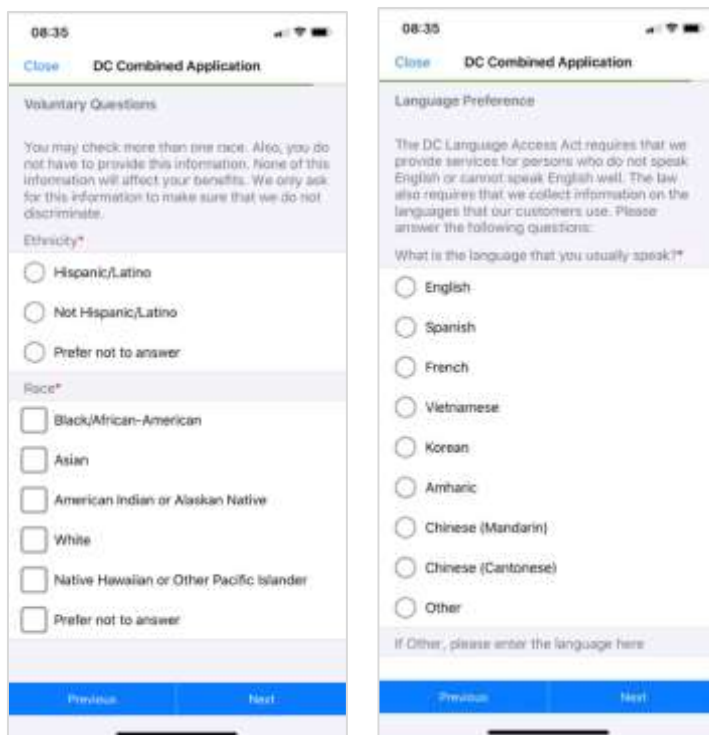 08:35
Close DC Combined Application
Voluntary Questions
You may check more than one race. Also, you do
not have to provide this information. None of this
information will affect your benefits. We only ask
for this information to make sure that we do not
discriminate.
Ethnicity*
Hispanic/Latino
Not Hispanic/Latino
Prefer not to answer
Race*
Black/African-American
Asian
American Indian or Alaskan Native
White
Native Hawaiian or Other Pacific Islander
Prefer not to answer
Previous Next
08:35
Close DC Combined Application
Language Preference
The DC Language Access Act requires that we
provide services for persons who do not speak
English or cannot speak English well. The law
also requires that we collect information on the
languages that our customers use. Please
answer the following questions:
What is the language that you usually speak?*
English
Spanish
French
Vietnamese
Korean
Amharic
Chinese (Mandarin)
Chinese (Cantonese)
Other
If Other, please enter the language here
Previous Next